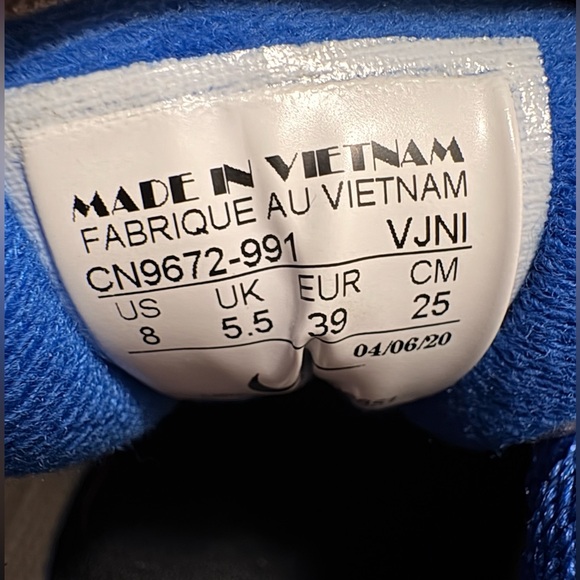 MADE IN VIETNAM
FABRIQUE AU VIETNAM
CN9672-991 VJNI
US UK EUR CM
8 5.5 39 25
04/06/20